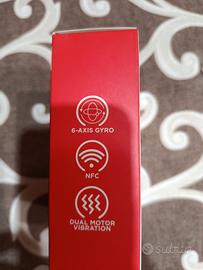 6-AXIS GYRO
NFC
DUAL MOTOR
VIBRATION
subito